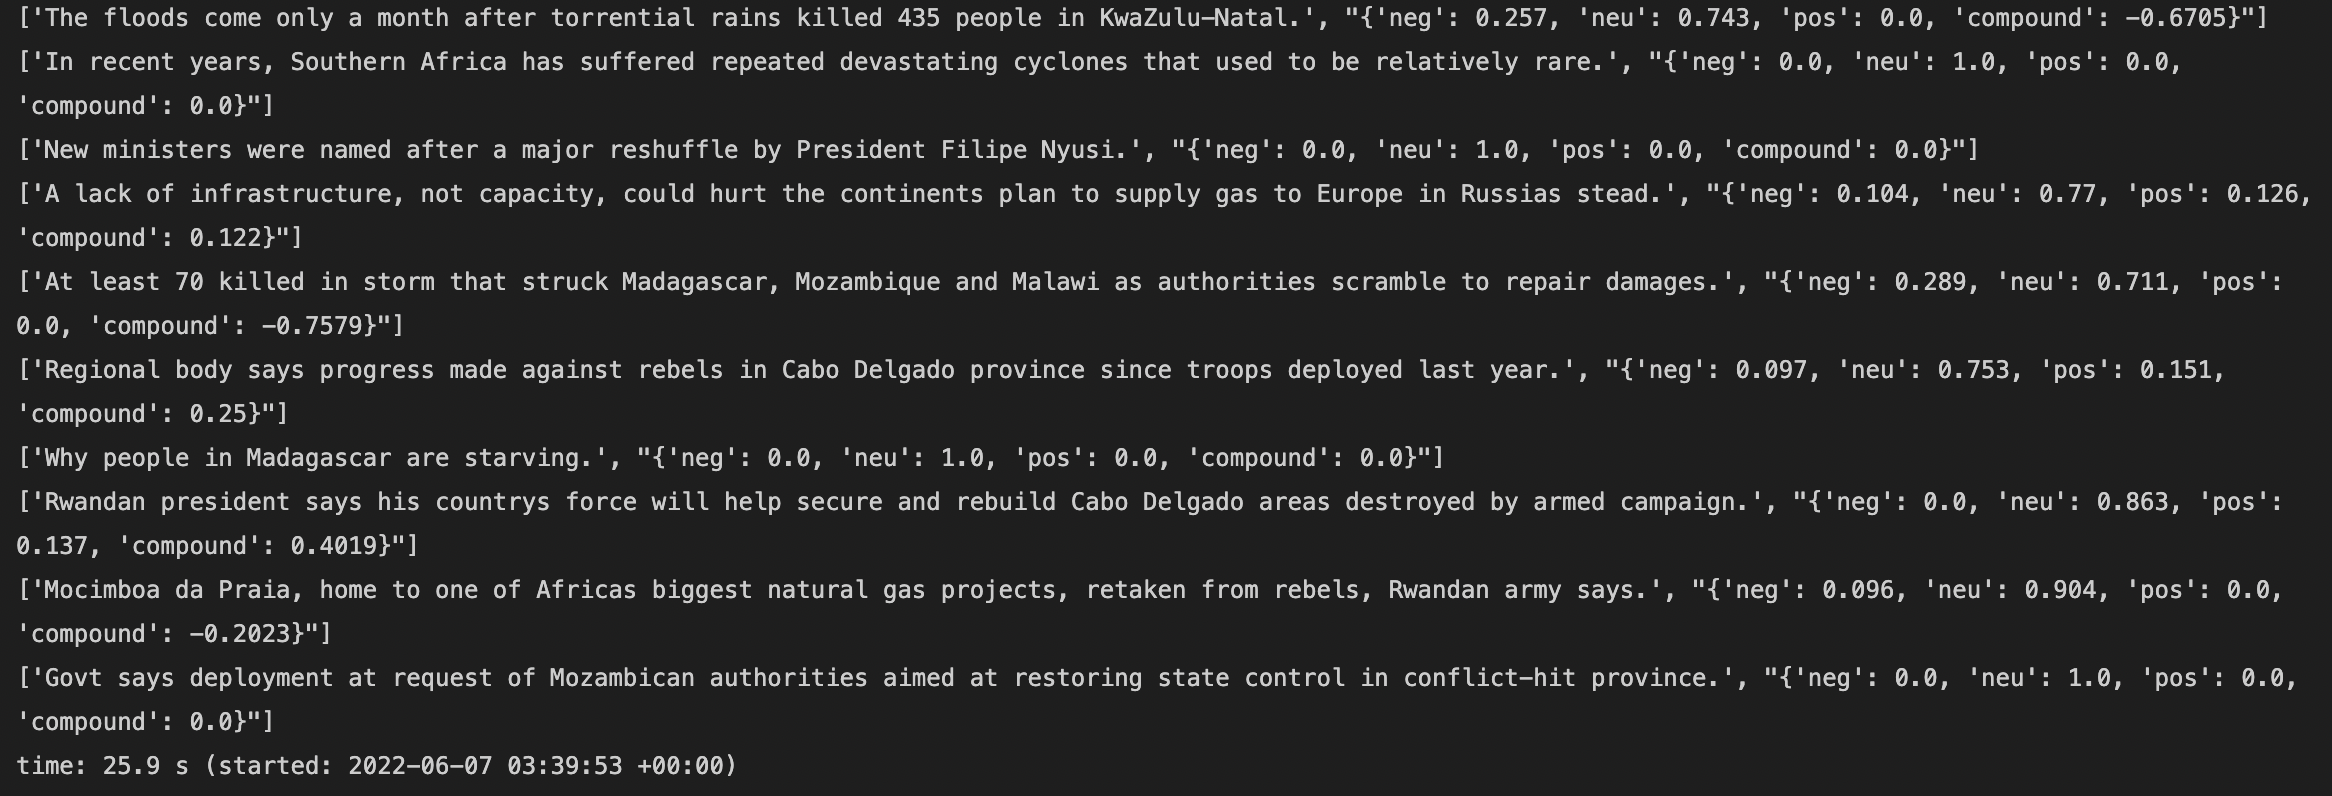 ['The floods come only a month after torrential rains killed 435 people in KwaZulu–Natal.', "{'neg': 0.257, 'neu': 0.743, 'pos': 0.0, 'compound': −0.6705}"]
['In recent years, Southern Africa has suffered repeated devastating cyclones that used to be relatively rare.', "{'neg': 0.0, 'neu': 1.0, 'pos': 0.0,
'compound': 0.0}"]
['New ministers were named after a major reshuffle by President Filipe Nyusi.', "{'neg': 0.0, 'neu': 1.0, 'pos': 0.0, 'compound': 0.0}"]
['A lack of infrastructure, not capacity, could hurt the continents plan to supply gas to Europe in Russias stead.', "{'neg': 0.104, 'neu': 0.77, 'pos': 0.126,
'compound': 0.122}"]
['At least 70 killed in storm that struck Madagascar, Mozambique and Malawi as authorities scramble to repair damages.', "{'neg': 0.289, 'neu': 0.711, 'pos':
0.0, 'compound': −0.7579}"]
['Regional body says progress made against rebels in Cabo Delgado province since troops deployed last year.', "{'neg': 0.097, 'neu': 0.753, 'pos': 0.151,
'compound': 0.25}"]
['Why people in Madagascar are starving.', "{'neg': 0.0, 'neu': 1.0, 'pos': 0.0, 'compound': 0.0}"]
['Rwandan president says his countrys force will help secure and rebuild Cabo Delgado areas destroyed by armed campaign.', "{'neg': 0.0, 'neu': 0.863, 'pos':
0.137, 'compound': 0.4019}"]
['Mocimboa da Praia, home to one of Africas biggest natural gas projects, retaken from rebels, Rwandan army says.', "{'neg': 0.096, 'neu': 0.904, 'pos': 0.0,
'compound': −0.2023}"]
['Govt says deployment at request of Mozambican authorities aimed at restoring state control in conflict–hit province.', "{'neg': 0.0, 'neu': 1.0, 'pos': 0.0,
'compound': 0.0}"]
time: 25.9 s (started: 2022–06–07 03:39:53 +00:00)